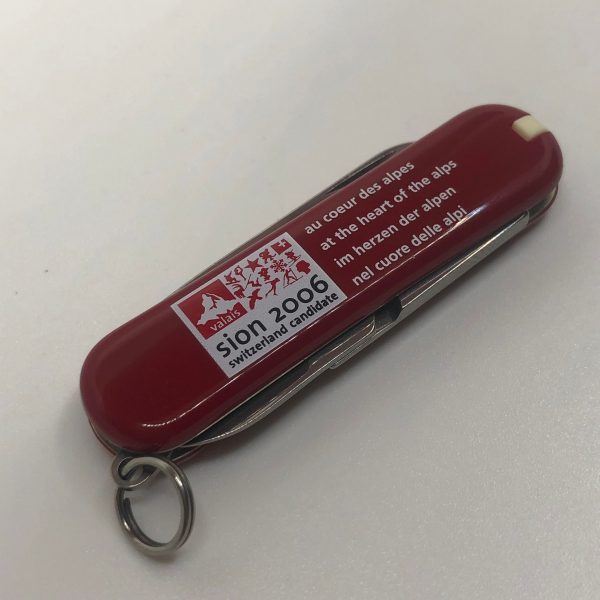 au coeur des alpes
at the heart of the alps
im herzen der alpen
nel cuore delle alpi
valais
sion 2006
switzerland candidate